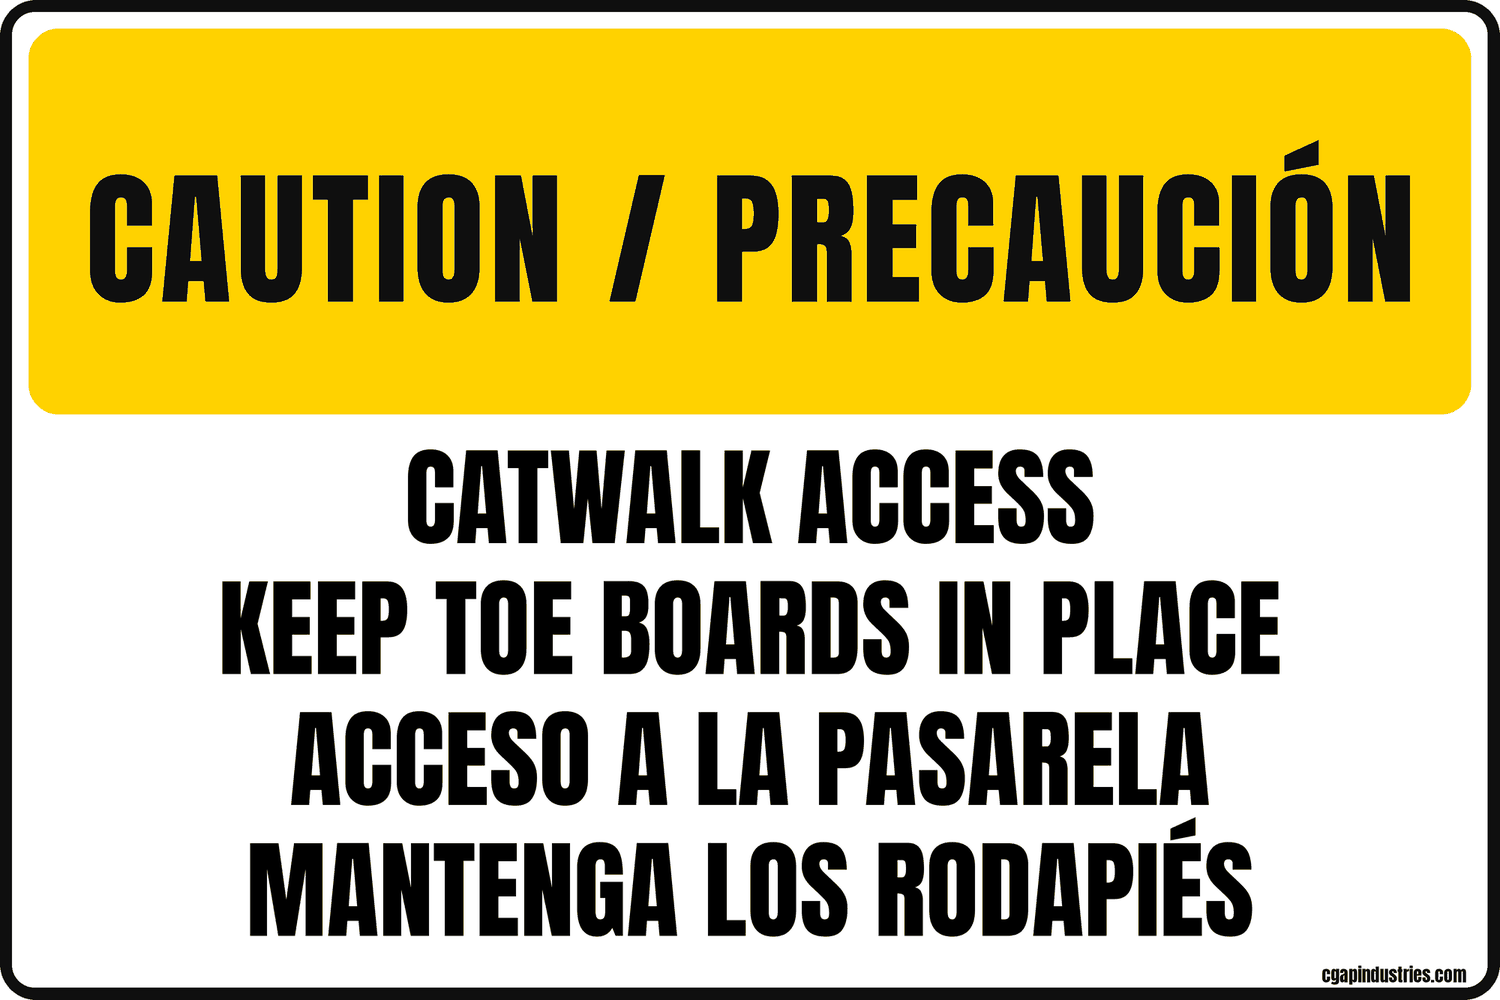 CAUTION / PRECAUCIÓN
CATWALK ACCESS
KEEP TOE BOARDS IN PLACE
ACCESO A LA PASARELA
MANTENGA LOS RODAPIÉS
cgapindustries.com